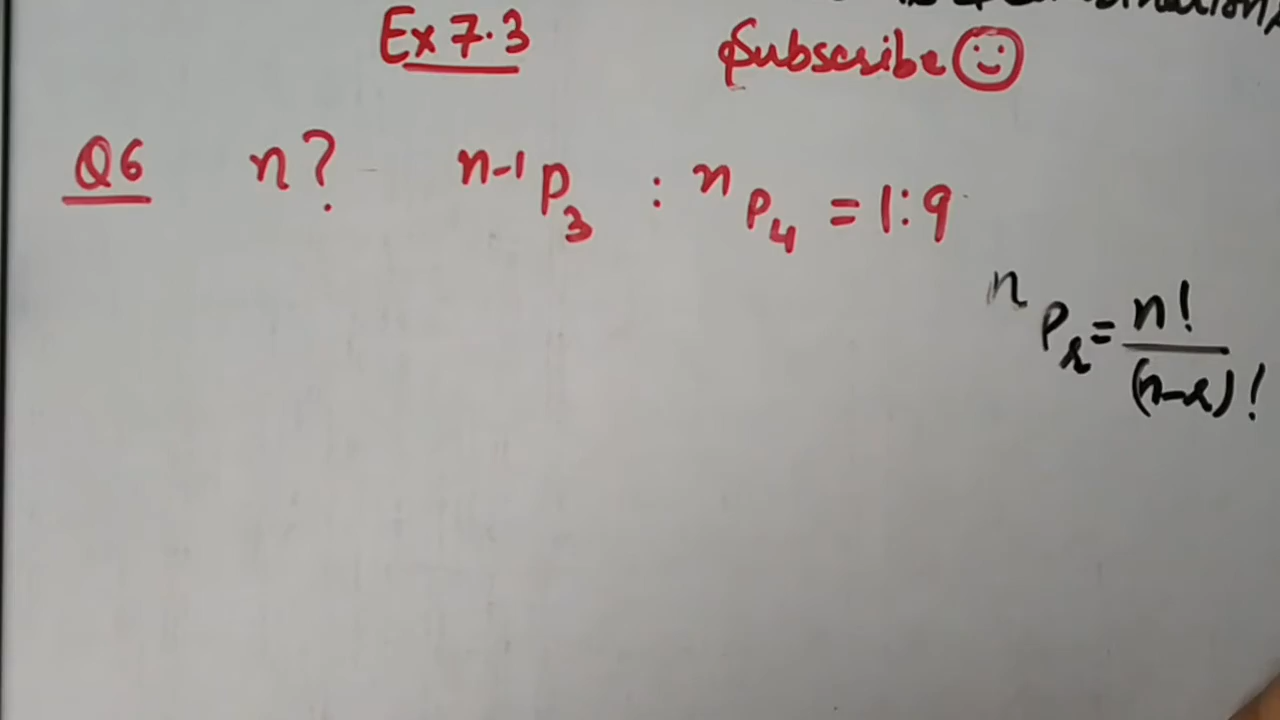 Ex 7.3
Subscribe
Q6 n? n-1P3 : nP4 = 1:9
nPr = n!
(n-r)!